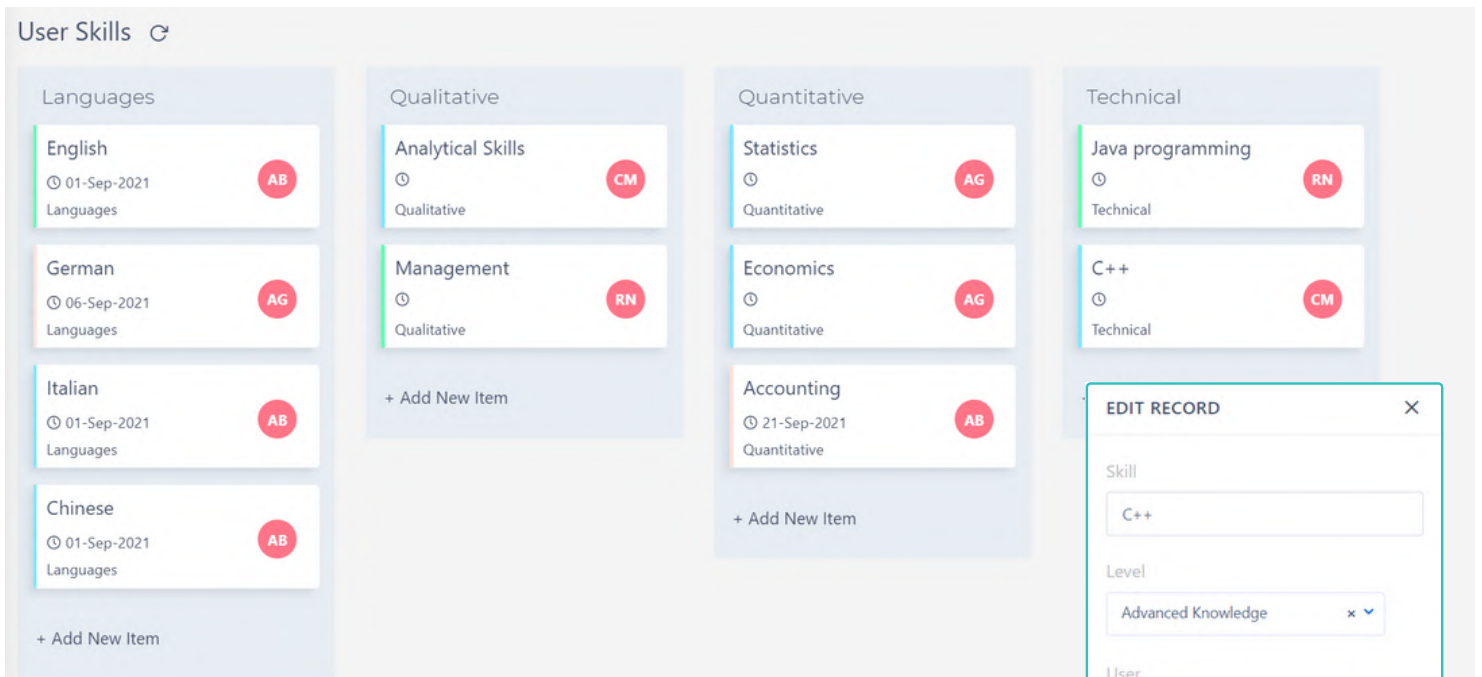 User Skills
Languages
English
01-Sep-2021
Languages
AB
German
06-Sep-2021
Languages
AG
Italian
01-Sep-2021
Languages
AB
Chinese
01-Sep-2021
Languages
AB
+ Add New Item
Qualitative
Analytical Skills
Qualitative
CM
Management
Qualitative
RN
+ Add New Item
Quantitative
Statistics
Quantitative
AG
Economics
Quantitative
AG
Accounting
21-Sep-2021
Quantitative
AB
+ Add New Item
Technical
Java programming
Technical
RN
C++
Technical
CM
EDIT RECORD
Skill
C++
Level
Advanced Knowledge
User